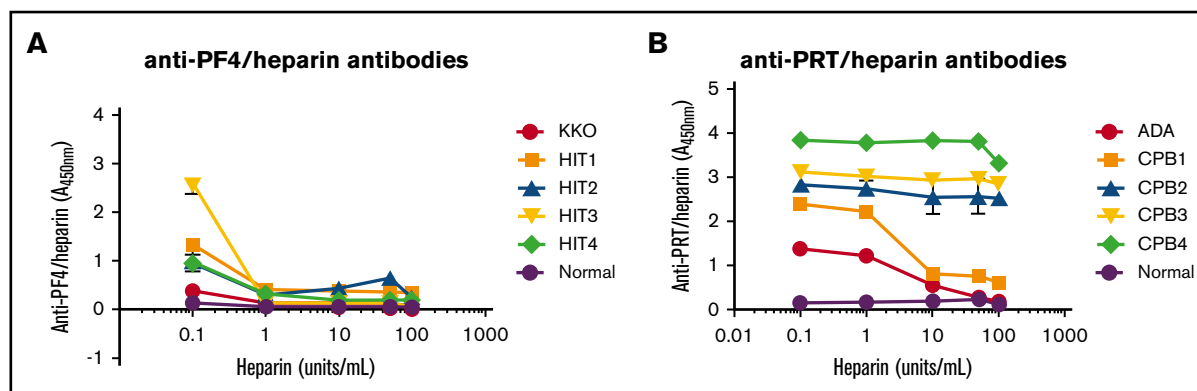 A
anti-PF4/heparin antibodies
Anti-PF4/heparin (A450nm)
4
3
2
1
0
-1
0.1
1
10
100
1000
Heparin (units/mL)
KKO
HIT1
HIT2
HIT3
HIT4
Normal
B
anti-PRT/heparin antibodies
Anti-PRT/heparin (A450nm)
5
4
3
2
1
0
0.01
0.1
1
10
100
1000
Heparin (units/mL)
ADA
CPB1
CPB2
CPB3
CPB4
Normal